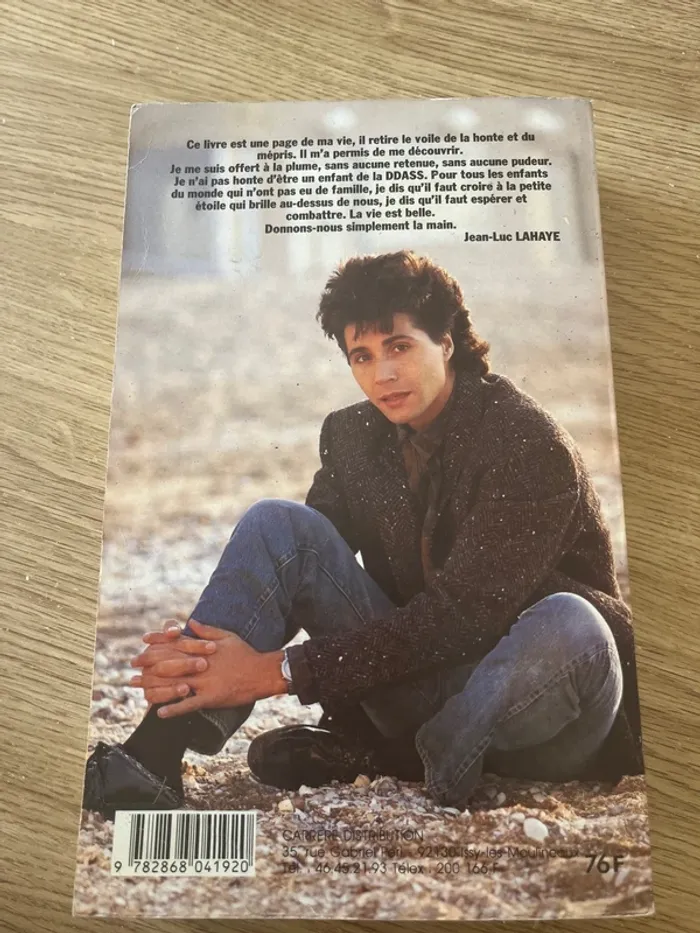 Ce livre est une page de ma vie, il retire le voile de la honte et du
mépris. Il m'a permis de me découvrir.
Je me suis offert à la plume, sans aucune retenue, sans aucune pudeur.
Je n'ai pas honte d'être un enfant de la DDASS. Pour tous les enfants
du monde qui n'ont pas eu de famille, je dis qu'il faut croire à la petite
étoile qui brille au-dessus de nous, je dis qu'il faut espérer et
combattre. La vie est belle.
Donnons-nous simplement la main.
Jean-Luc LAHAYE
CARRERE DISTRIBUTION
35, rue Gabriel Péri - 92130 Issy-les-Moulineaux
Tél : 46.45.21.93 Télex : 200 166 F
76F
9 782868 041920